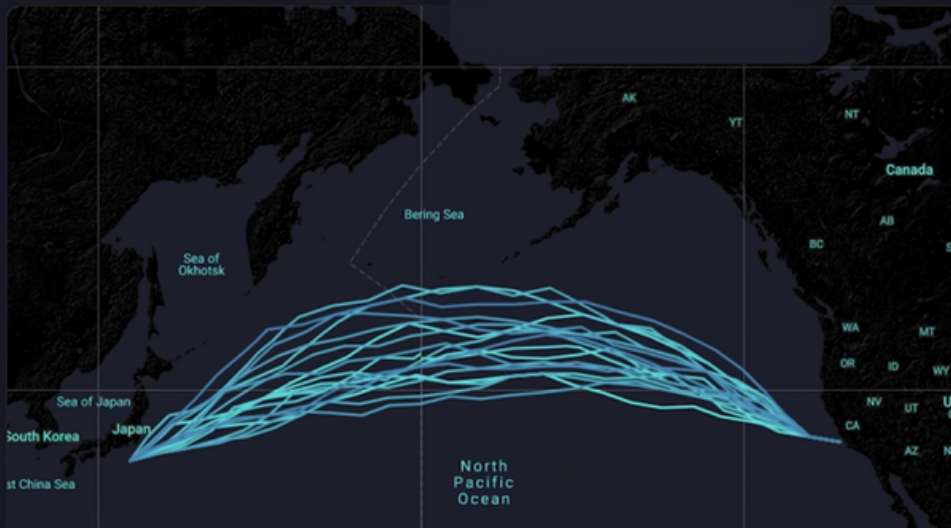 AK
YT
NT
Canada
Bering Sea
AB
BC
Sea of
Okhotsk
WA
MT
OR
ID
WY
Sea of Japan
NV
UT
CA
Japan
South Korea
AZ
North
Pacific
Ocean
st China Sea